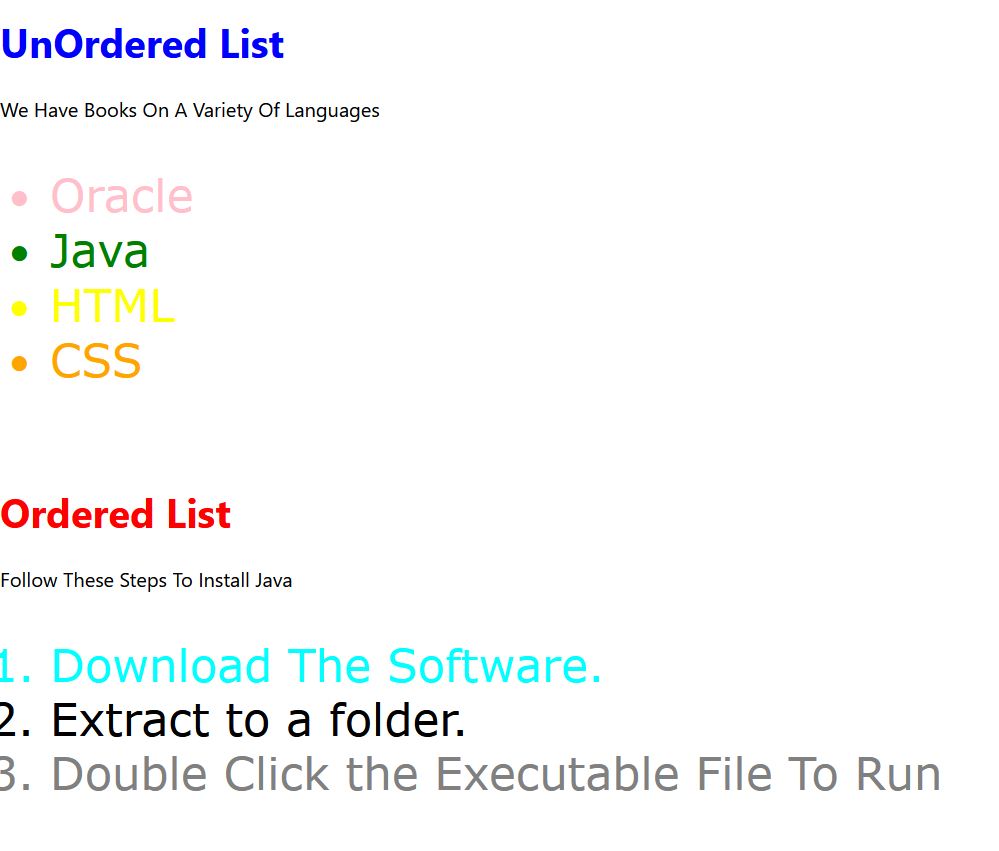 UnOrdered List
We Have Books On A Variety Of Languages
• Oracle
• Java
• HTML
• CSS
Ordered List
Follow These Steps To Install Java
1. Download The Software.
2. Extract to a folder.
3. Double Click the Executable File To Run